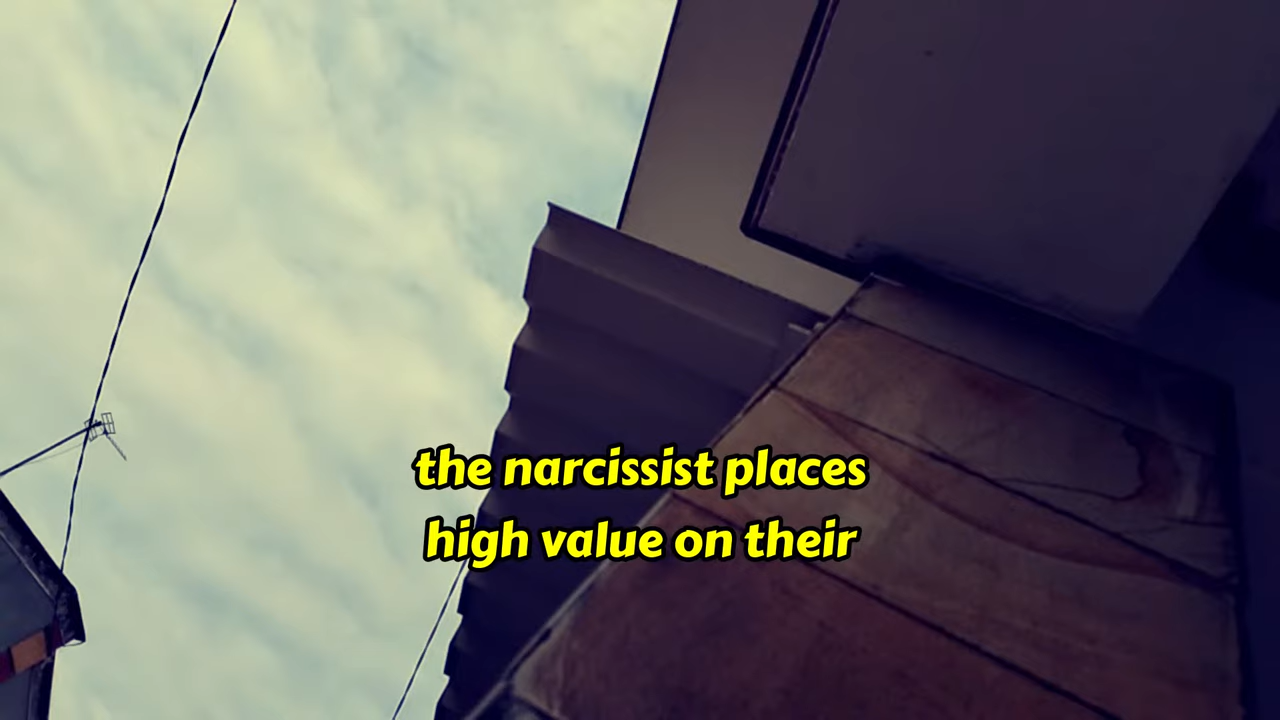 the narcissist places
high value on their